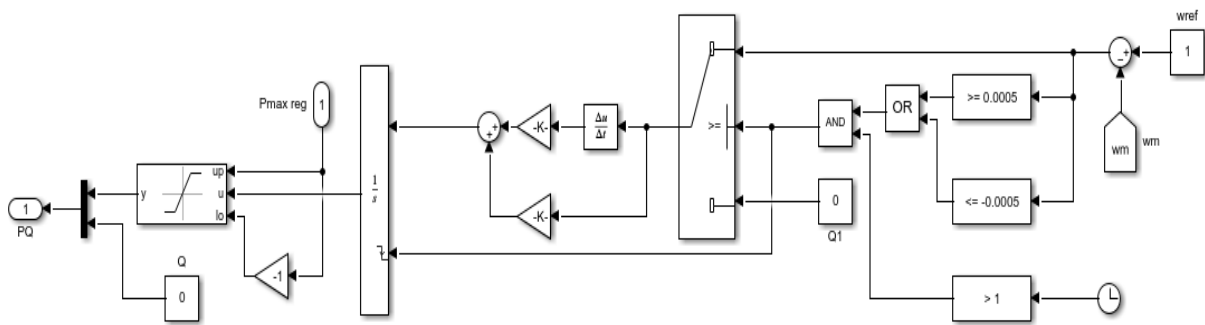 wref
1
Pmax reg
1
>= 0.0005
OR
Δu
Δt
-K-
AND
>=
+
-
wm
wm
up
y
u
lo
1
s
+
+
1
PQ
-K-
<= -0.0005
0
Q1
Q
0
-1
> 1